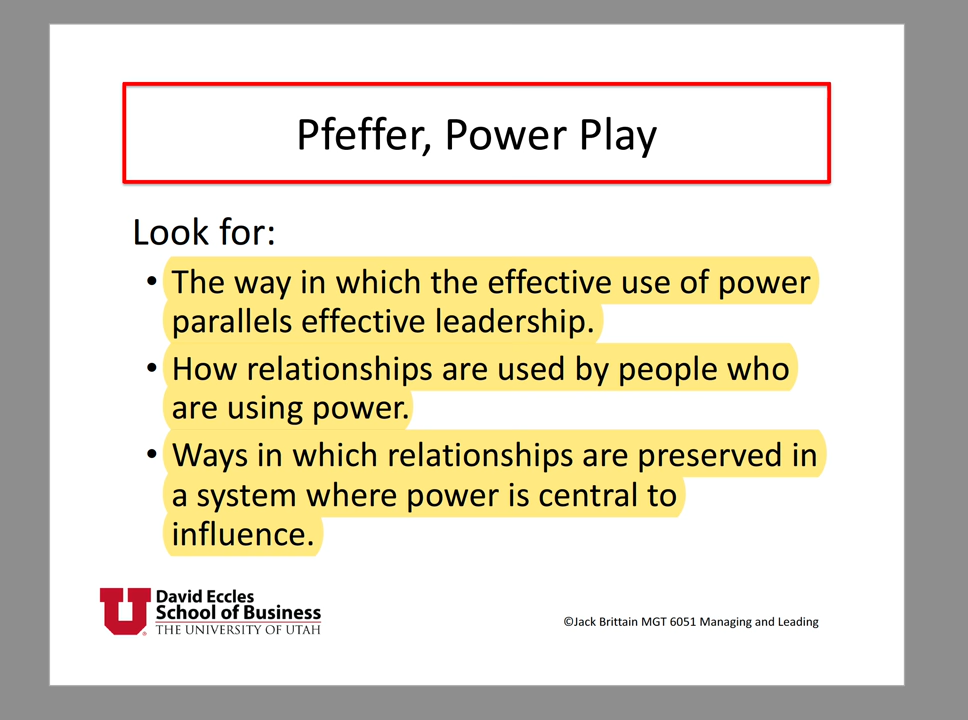 Pfeffer, Power Play
Look for:
• The way in which the effective use of power
parallels effective leadership.
• How relationships are used by people who
are using power.
• Ways in which relationships are preserved in
a system where power is central to
influence.
U David Eccles
School of Business
THE UNIVERSITY OF UTAH
©Jack Brittain MGT 6051 Managing and Leading